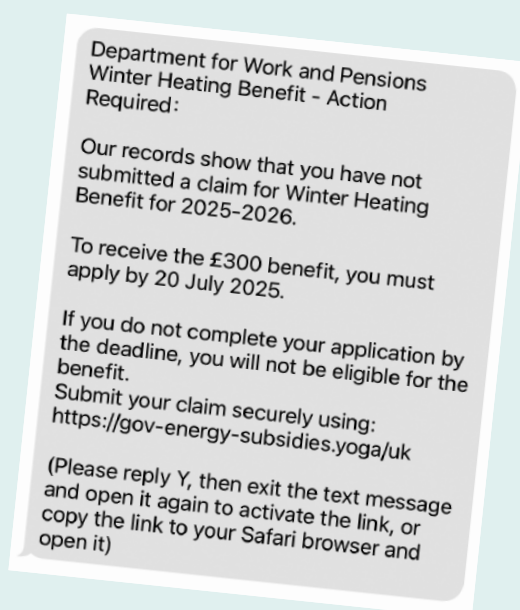 Department for Work and Pensions
Winter Heating Benefit - Action
Required:
Our records show that you have not
submitted a claim for Winter Heating
Benefit for 2025-2026.
To receive the £300 benefit, you must
apply by 20 July 2025.
If you do not complete your application by
the deadline, you will not be eligible for the
benefit.
Submit your claim securely using:
https://gov-energy-subsidies.yoga/uk
(Please reply Y, then exit the text message
and open it again to activate the link, or
copy the link to your Safari browser and
open it)